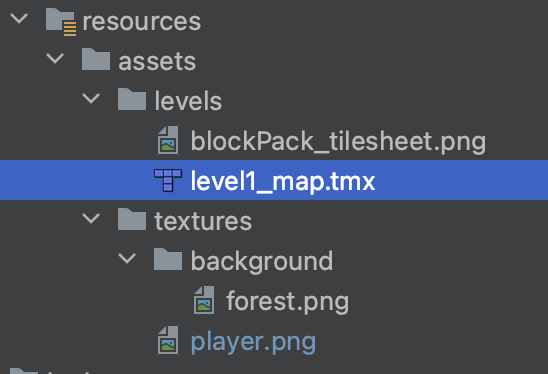 resources
assets
levels
blockPack_tilesheet.png
level1_map.tmx
textures
background
forest.png
player.png